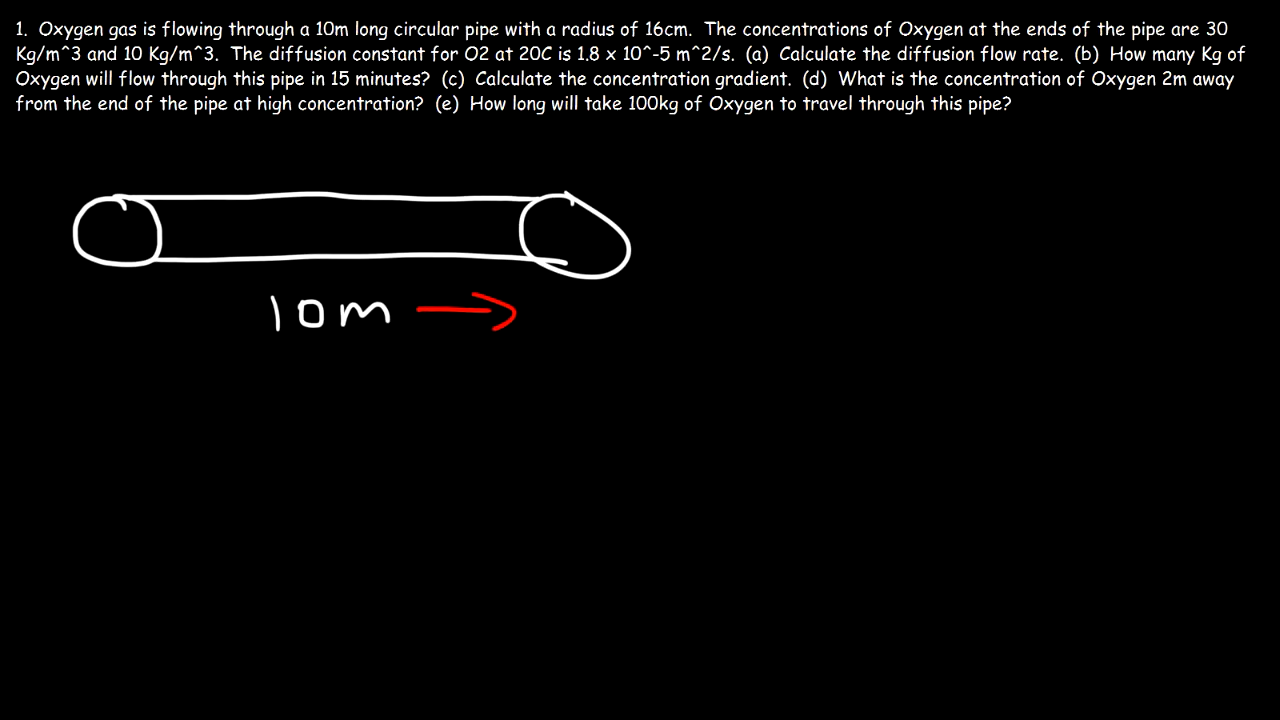 1. Oxygen gas is flowing through a 10m long circular pipe with a radius of 16cm. The concentrations of Oxygen at the ends of the pipe are 30
Kg/m^3 and 10 Kg/m^3. The diffusion constant for O2 at 20C is 1.8 x 10^-5 m^2/s. (a) Calculate the diffusion flow rate. (b) How many Kg of
Oxygen will flow through this pipe in 15 minutes? (c) Calculate the concentration gradient. (d) What is the concentration of Oxygen 2m away
from the end of the pipe at high concentration? (e) How long will take 100kg of Oxygen to travel through this pipe?
10m